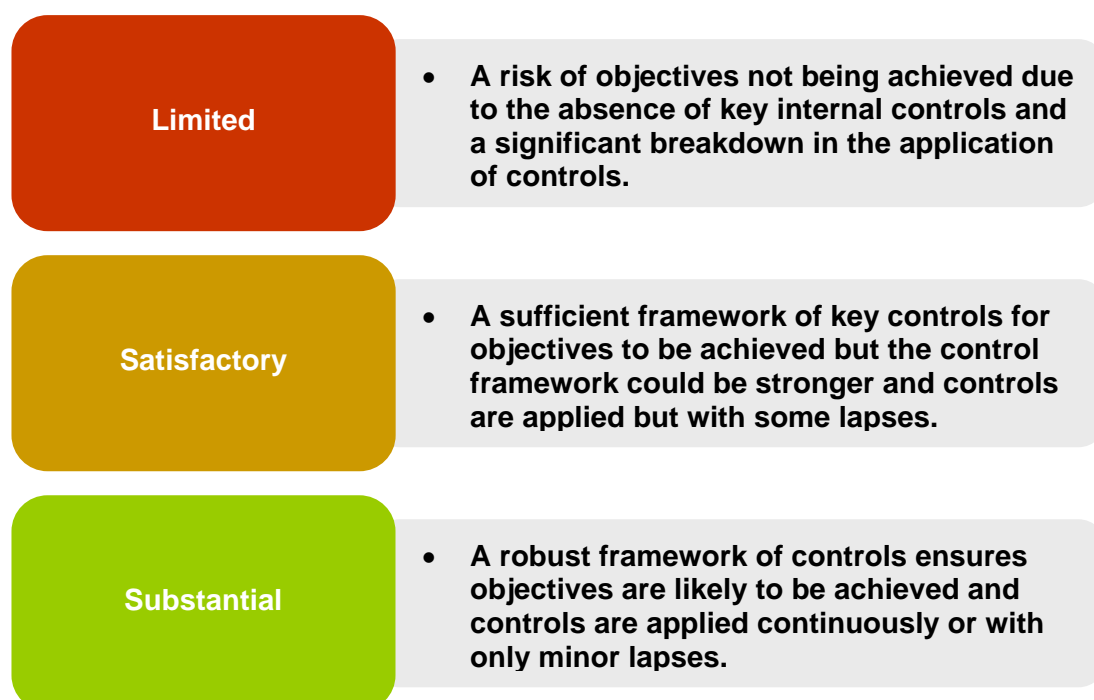 Limited
• A risk of objectives not being achieved due
to the absence of key internal controls and
a significant breakdown in the application
of controls.
Satisfactory
• A sufficient framework of key controls for
objectives to be achieved but the control
framework could be stronger and controls
are applied but with some lapses.
Substantial
• A robust framework of controls ensures
objectives are likely to be achieved and
controls are applied continuously or with
only minor lapses.